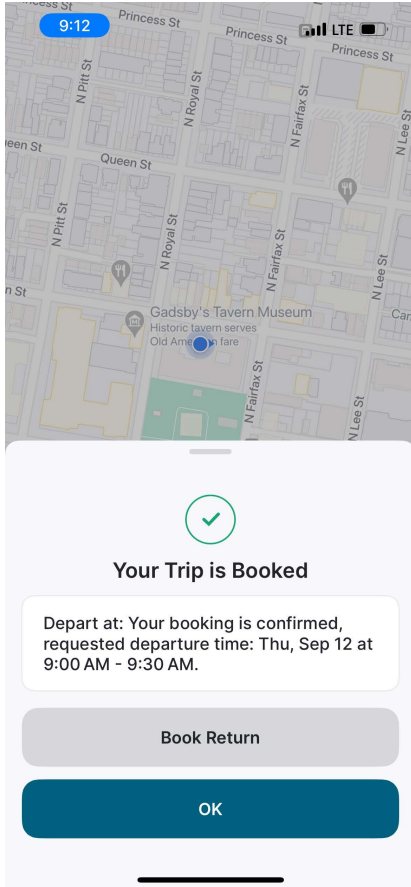 9:12
LTE
Princess St
Princess St
Princess St
N Pitt St
N Royal St
N Fairfax St
N Lee St
Queen St
N Pitt St
N Royal St
N Fairfax St
N Lee St
Gadsby's Tavern Museum
Historic tavern serves
Old American fare
N Fairfax St
N Lee St
Your Trip is Booked
Depart at: Your booking is confirmed,
requested departure time: Thu, Sep 12 at
9:00 AM - 9:30 AM.
Book Return
OK